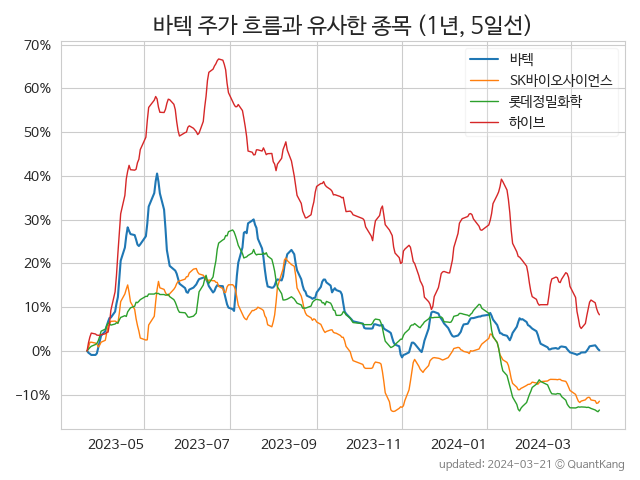 바텍 주가 흐름과 유사한 종목 (1년, 5일선)
70%
60%
50%
40%
30%
20%
10%
0%
−10%
바텍
SK바이오사이언스
롯데정밀화학
하이브
2023-05 2023-07 2023-09 2023-11 2024-01 2024-03
updated: 2024-03-21 © QuantKang